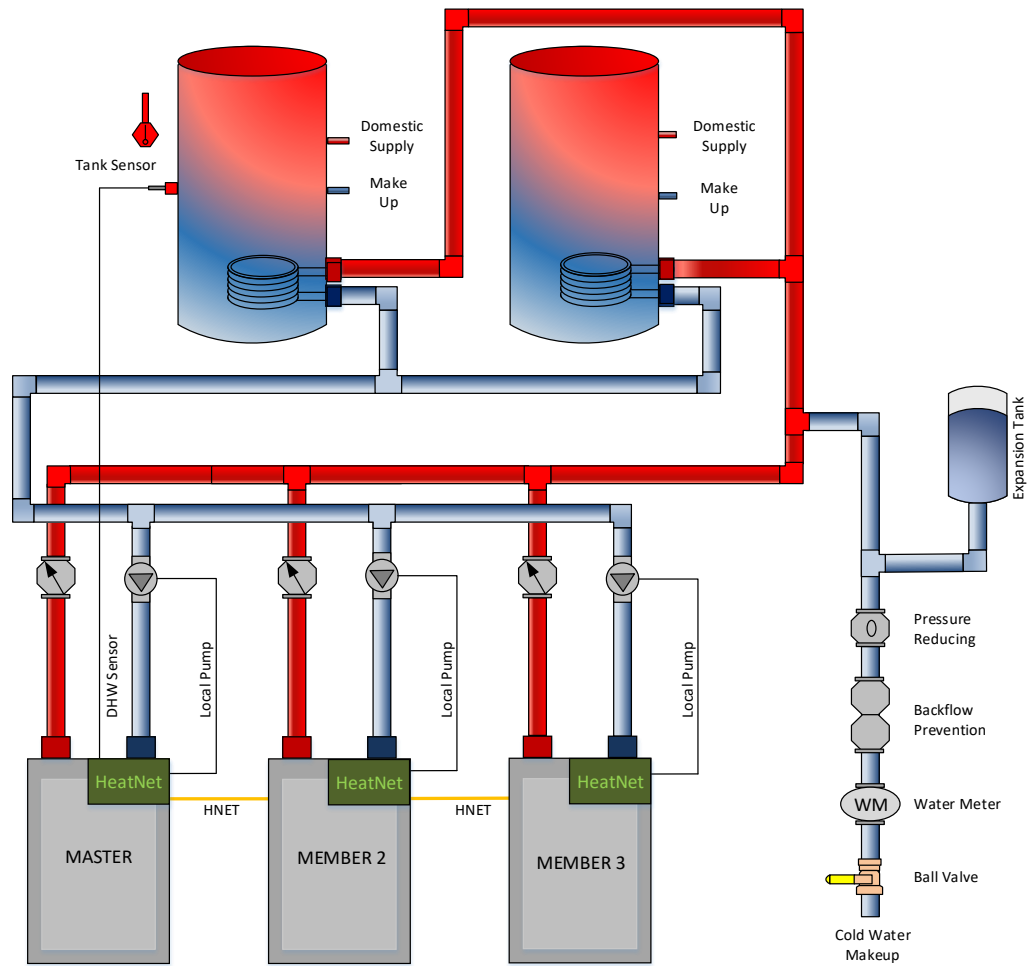 Domestic
Supply
Domestic
Supply
Tank Sensor
Make
Up
Make
Up
Expansion Tank
Pressure
Reducing
DHW Sensor
Local Pump
Local Pump
Local Pump
Backflow
Prevention
HeatNet
HeatNet
HeatNet
HNET
HNET
WM
Water Meter
MASTER
MEMBER 2
MEMBER 3
Ball Valve
Cold Water
Makeup